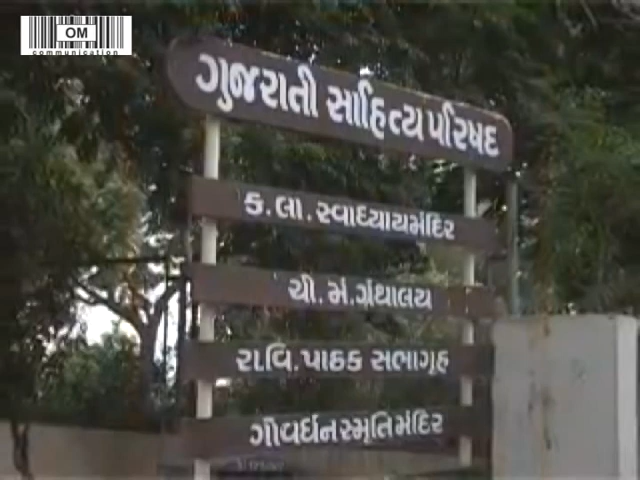 OM
communication
ગુજરાતી સાહિત્ય પરિષદ
ક. લા. સ્વાધ્યાયમંદિર
ચી. મં. ગ્રંથાલય
રા.વિ. પાઠક સભાગૃહ
ગોવર્ધનસ્મૃતિમંદિર